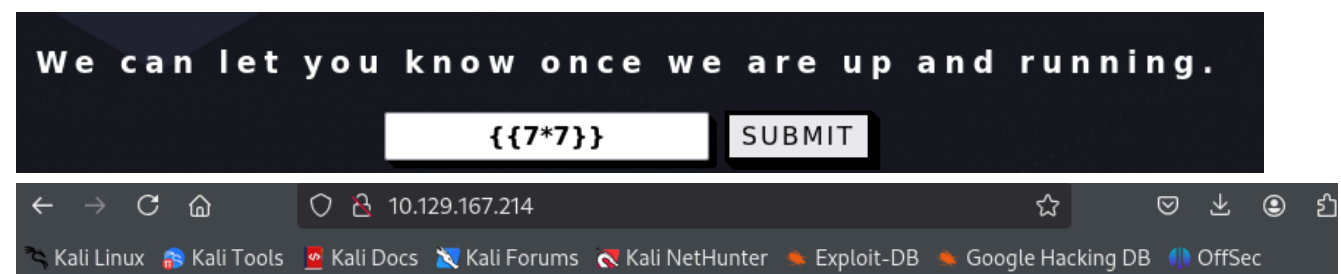 We can let you know once we are up and running.
{{7*7}} SUBMIT
10.129.167.214
Kali Linux Kali Tools Kali Docs Kali Forums Kali NetHunter Exploit-DB Google Hacking DB OffSec